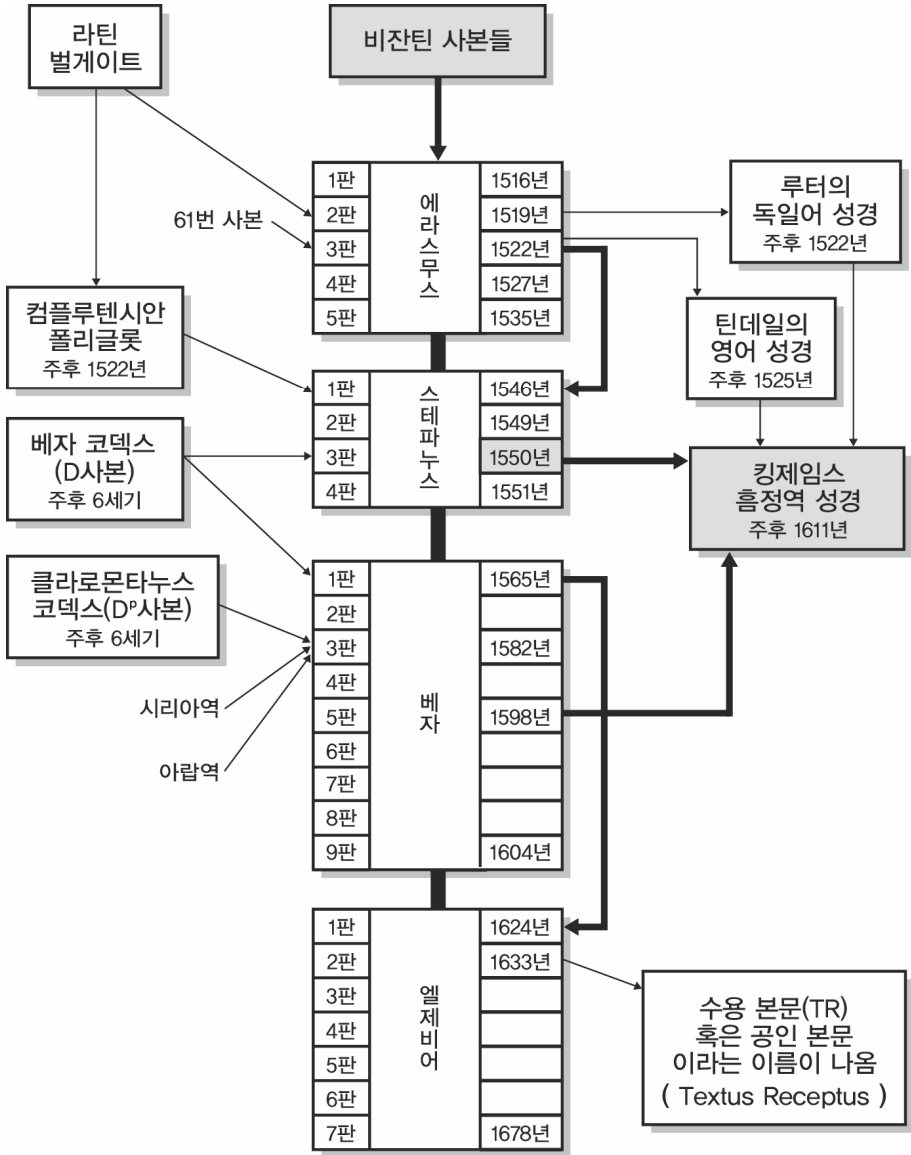 라틴
벌게이트
비잔틴 사본들
61번 사본
1판
2판
3판
4판
5판
에라스무스
1516년
1519년
1522년
1527년
1535년
루터의
독일어 성경
주후 1522년
컴플루텐시안
폴리글롯
주후 1522년
틴데일의
영어 성경
주후 1525년
1판
2판
3판
4판
스테파누스
1546년
1549년
1550년
1551년
베자 코덱스
(D사본)
주후 6세기
킹제임스
흠정역 성경
주후 1611년
클라로몬타누스
코덱스(Dᴾ사본)
주후 6세기
시리아역
아랍역
1판
2판
3판
4판
5판
6판
7판
8판
9판
베자
1565년
1582년
1598년
1604년
1판
2판
3판
4판
5판
6판
7판
엘제비어
1624년
1633년
1678년
수용 본문(TR)
혹은 공인 본문
이라는 이름이 나옴
( Textus Receptus )